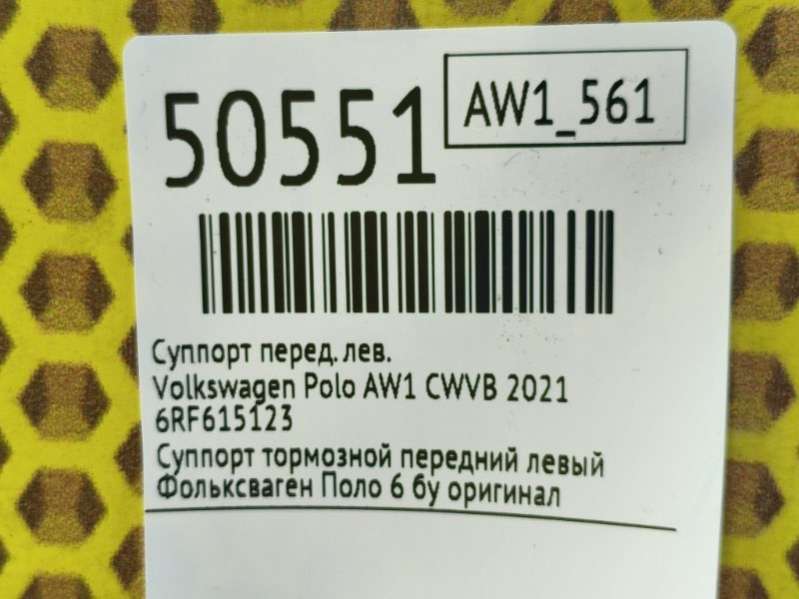 50551
AW1_561
Суппорт перед. лев.
Volkswagen Polo AW1 CWVB 2021
6RF615123
Суппорт тормозной передний левый
Фольксваген Поло 6 бу оригинал